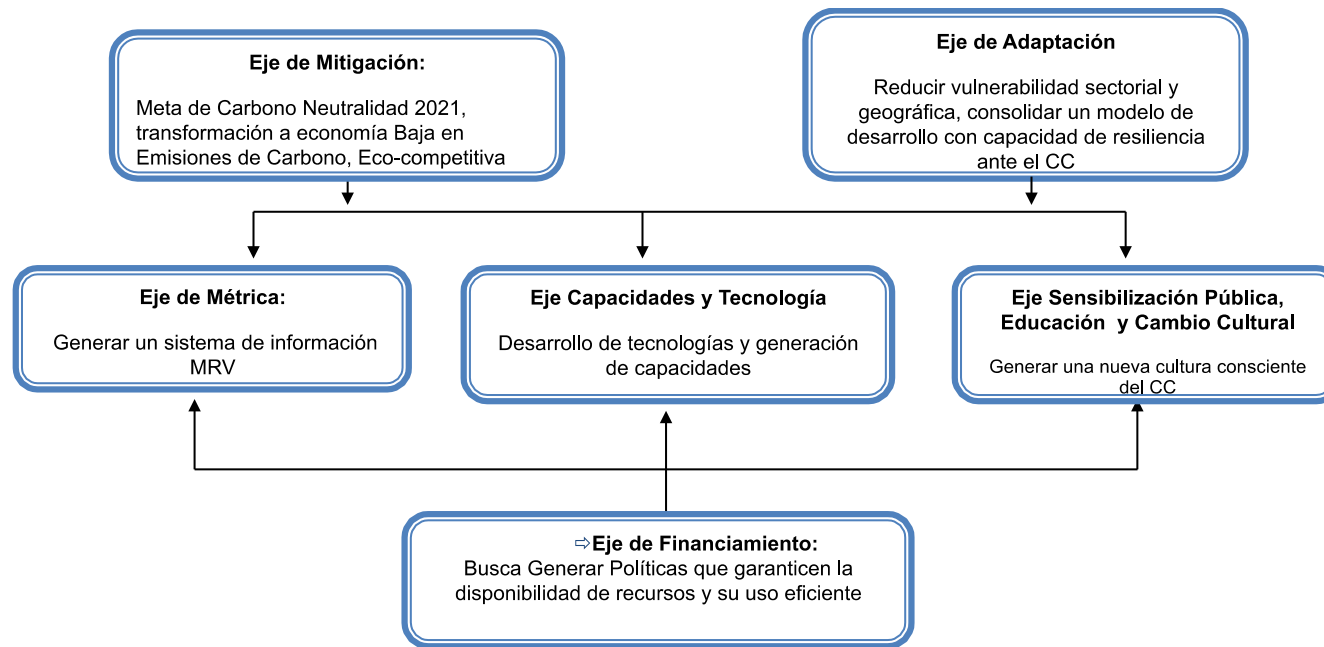 Eje de Mitigación:
Meta de Carbono Neutralidad 2021,
transformación a economía Baja en
Emisiones de Carbono, Eco-competitiva
Eje de Adaptación
Reducir vulnerabilidad sectorial y
geográfica, consolidar un modelo de
desarrollo con capacidad de resiliencia
ante el CC
Eje de Métrica:
Generar un sistema de información
MRV
Eje Capacidades y Tecnología
Desarrollo de tecnologías y generación
de capacidades
Eje Sensibilización Pública,
Educación  y Cambio Cultural
Generar una nueva cultura consciente
del CC
⇨Eje de Financiamiento:
Busca Generar Políticas que garanticen la
disponibilidad de recursos y su uso eficiente